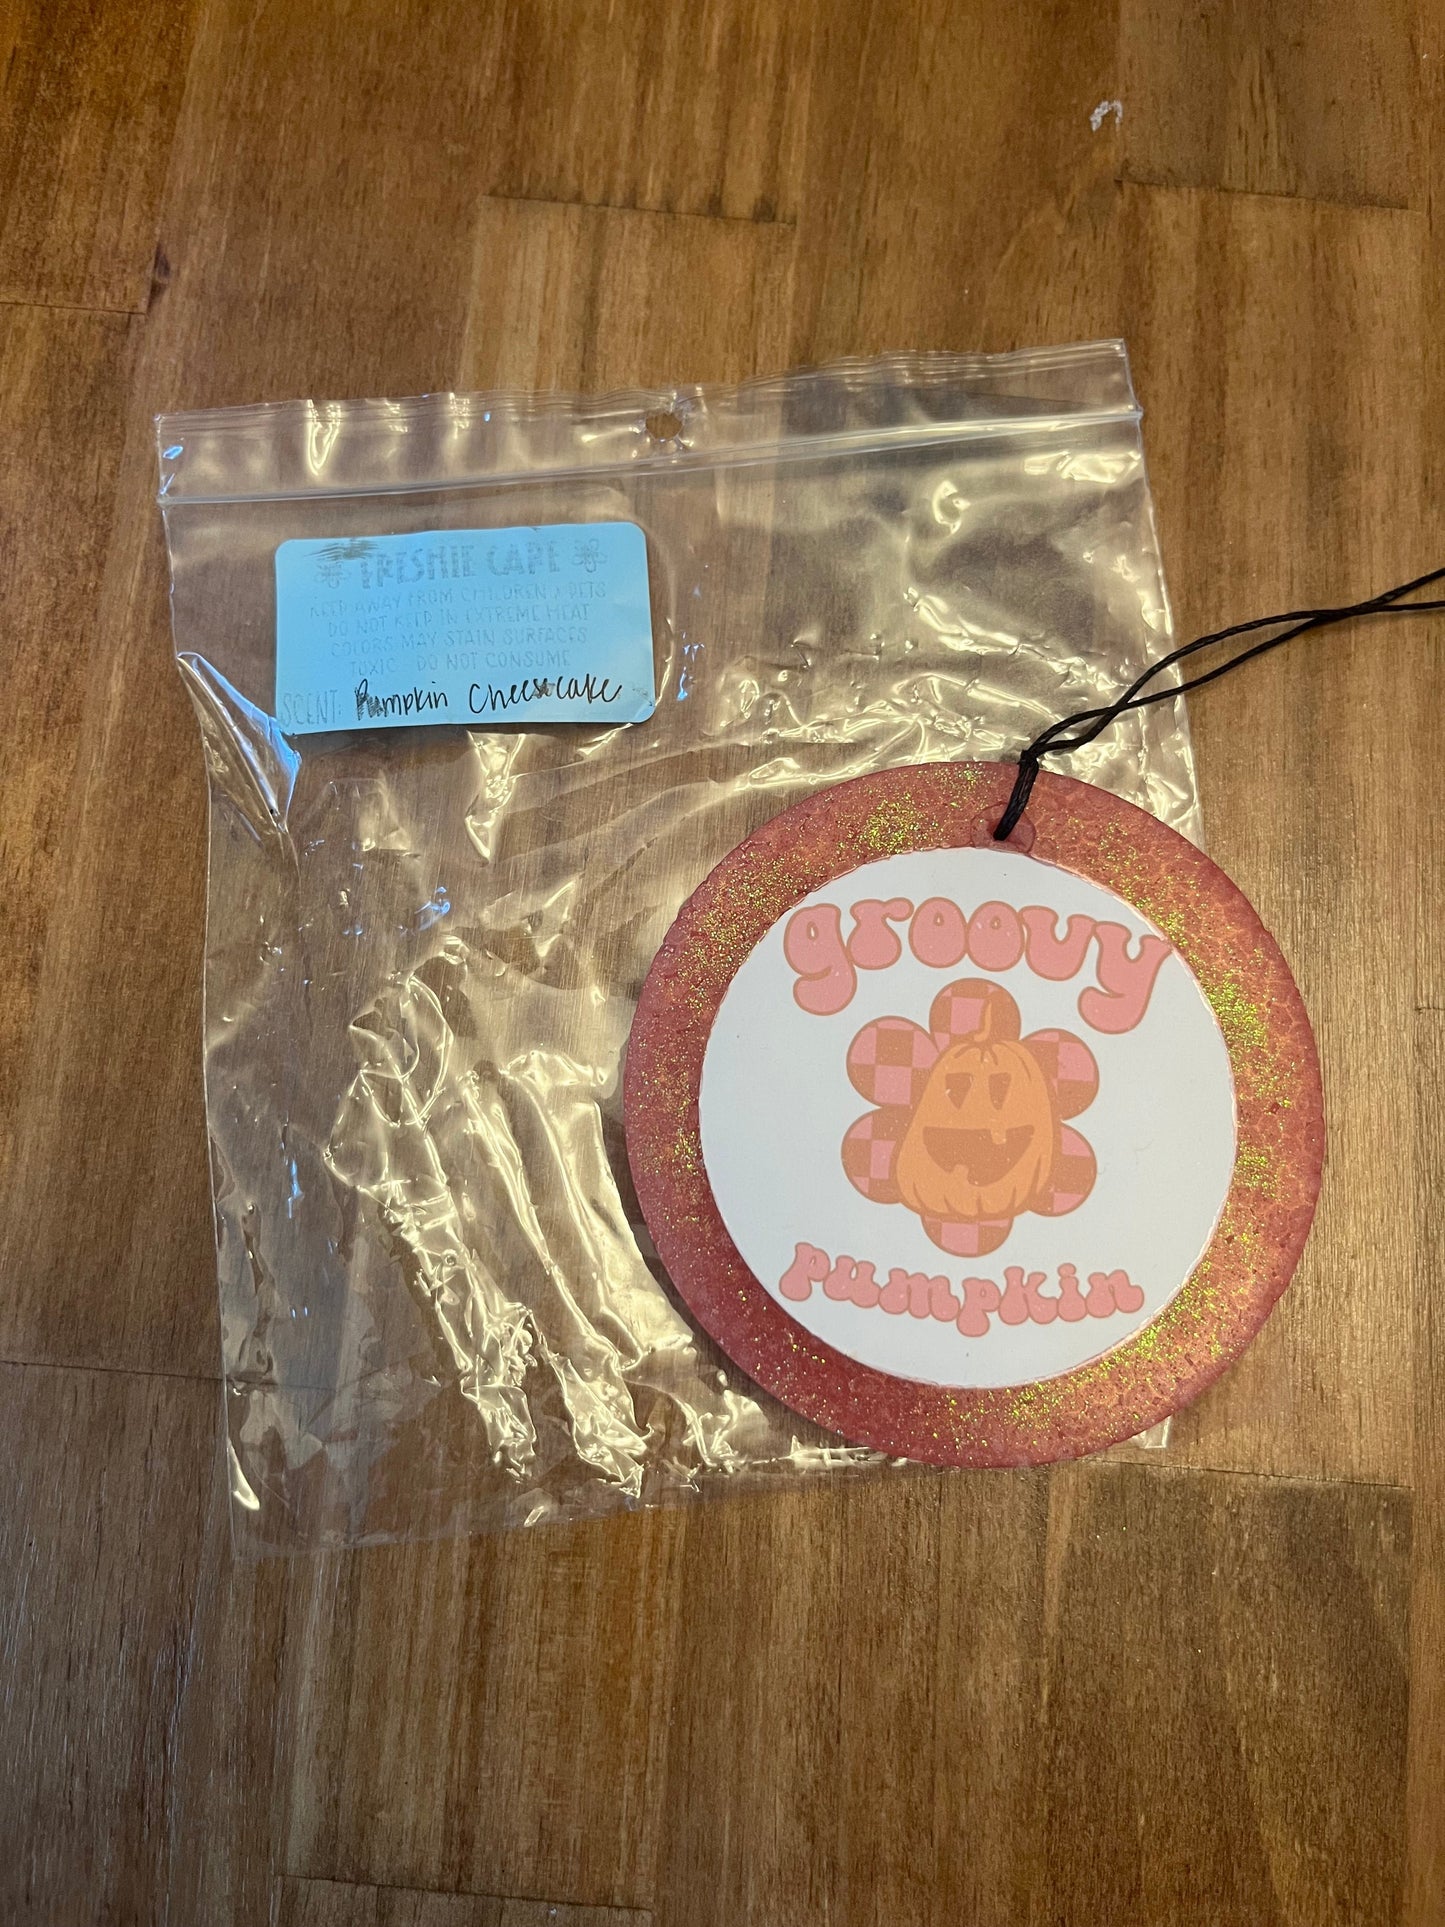 FRESHIE CARE
KEEP AWAY FROM CHILDREN & PETS
DO NOT KEEP IN EXTREME HEAT
COLORS MAY STAIN SURFACES
TOXIC DO NOT CONSUME
SCENT: Pumpkin Cheesecake
groovy
pumpkin